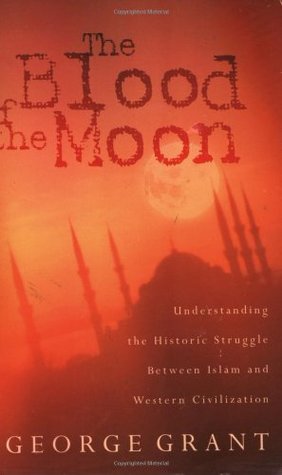 The
Blood
of
the Moon
Understanding
the Historic Struggle
Between Islam and
Western Civilization
GEORGE GRANT